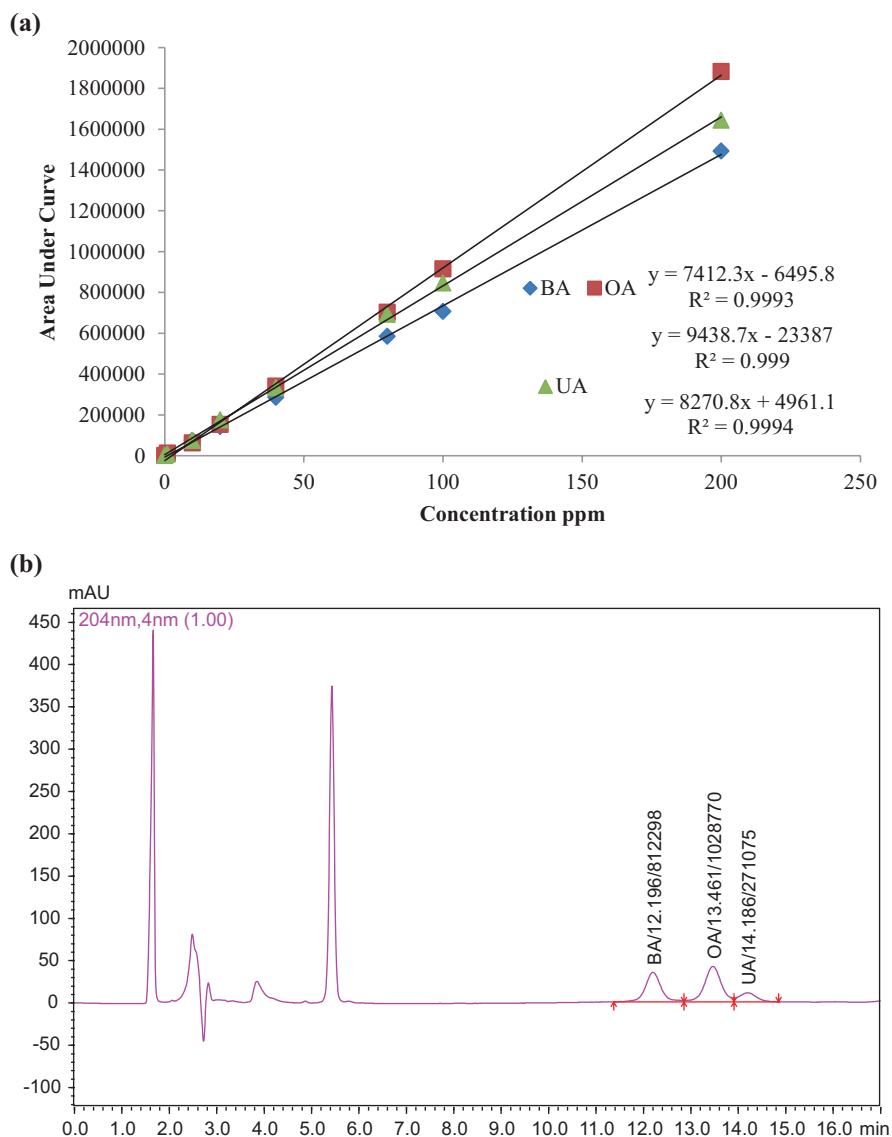 (a)
2000000
1800000
1600000
1400000
1200000
1000000
800000
600000
400000
200000
0
Area Under Curve
0 50 100 150 200 250
Concentration ppm
BA OA
UA
y = 7412.3x - 6495.8
R² = 0.9993
y = 9438.7x - 23387
R² = 0.999
y = 8270.8x + 4961.1
R² = 0.9994
(b)
mAU
204nm,4nm (1.00)
450
400
350
300
250
200
150
100
50
0
-50
-100
BA/12.196/812298
OA/13.461/1028770
UA/14.186/271075
0.0 1.0 2.0 3.0 4.0 5.0 6.0 7.0 8.0 9.0 10.0 11.0 12.0 13.0 14.0 15.0 16.0 min